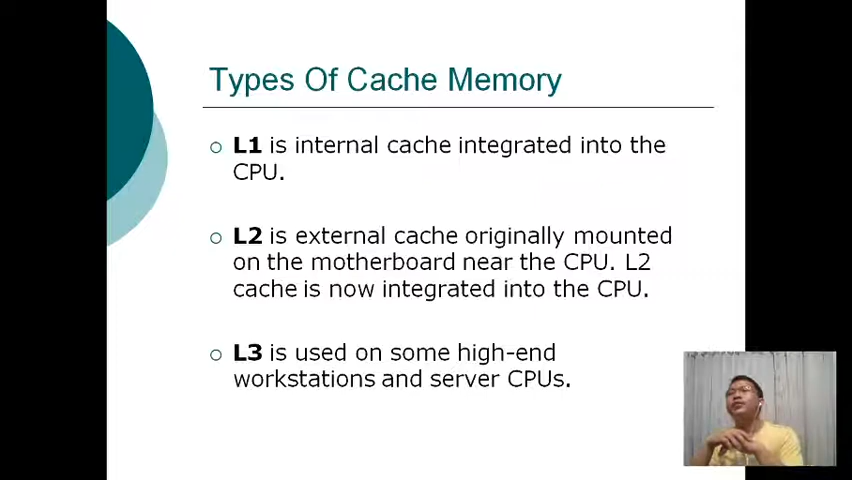 Types Of Cache Memory
L1 is internal cache integrated into the
CPU.
L2 is external cache originally mounted
on the motherboard near the CPU. L2
cache is now integrated into the CPU.
L3 is used on some high-end
workstations and server CPUs.